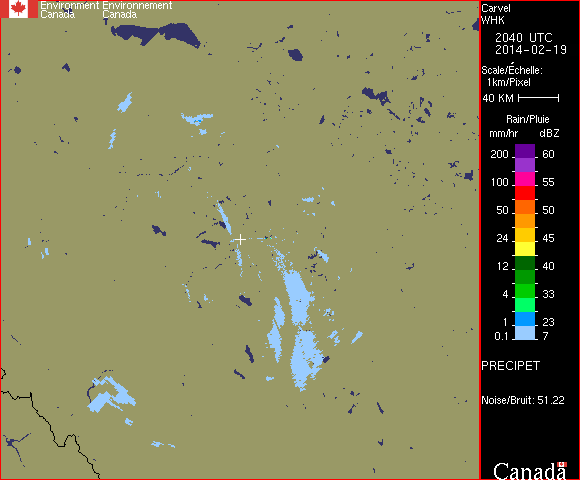 Environment Environnement
Canada Canada
Carvel
WHK
2040 UTC
2014-02-19
Scale/Échelle:
1km/Pixel
40 KM
Rain/Pluie
mm/hr dBZ
200 60
100 55
50 50
24 45
12 40
4 33
1 23
0.1 7
PRECIPET
Noise/Bruit: 51.22
Canada